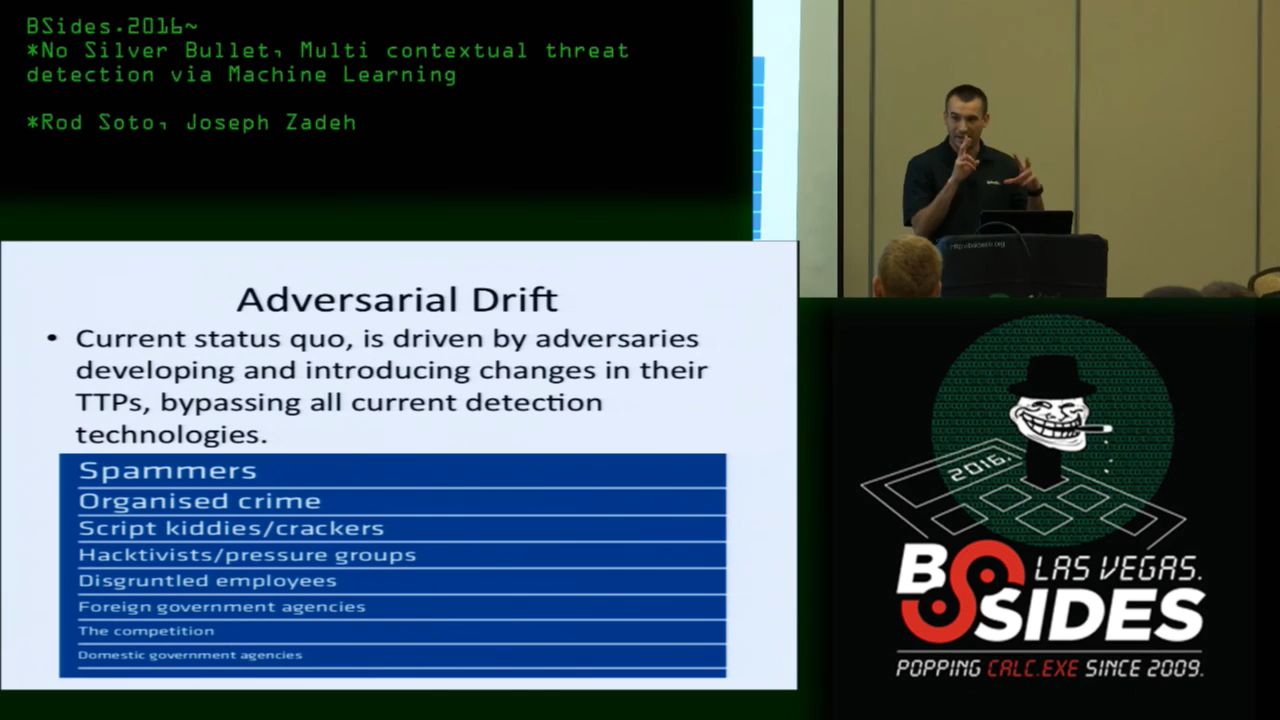 BSides.2016~
*No Silver Bullet, Multi contextual threat
detection via Machine Learning
*Rod Soto, Joseph Zadeh
Adversarial Drift
• Current status quo, is driven by adversaries
developing and introducing changes in their
TTPs, bypassing all current detection
technologies.
Spammers
Organised crime
Script kiddies/crackers
Hacktivists/pressure groups
Disgruntled employees
Foreign government agencies
The competition
Domestic government agencies
2016.
BSIDES
LAS VEGAS.
POPPING CALC.EXE SINCE 2009.